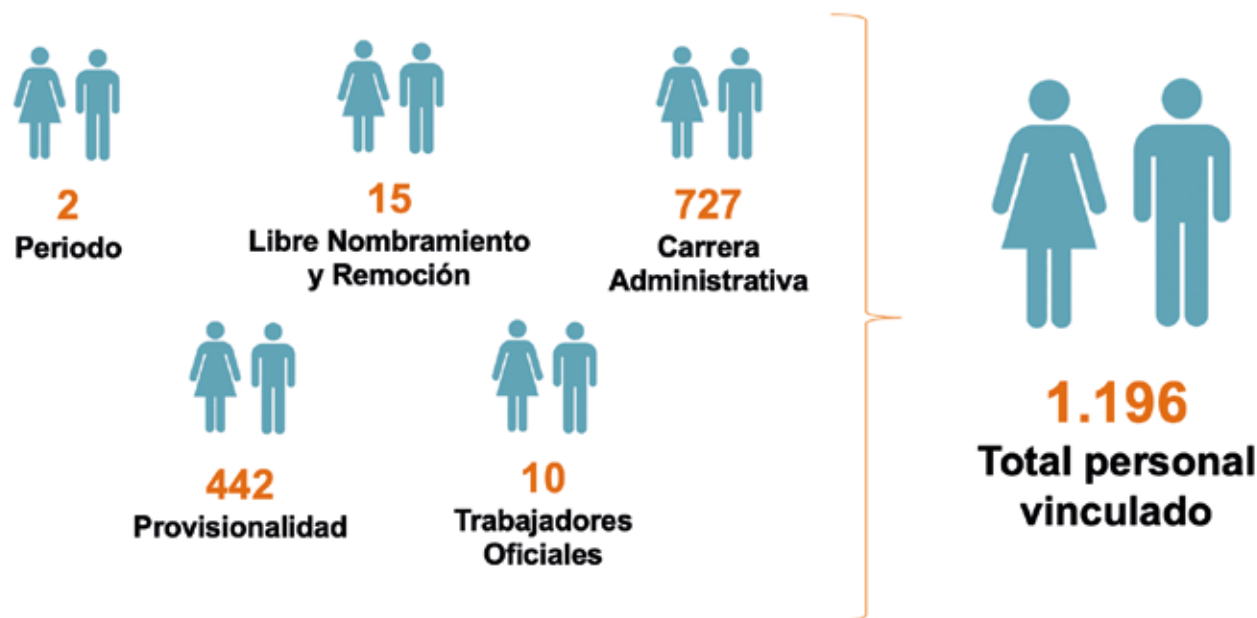 2
Periodo
15
Libre Nombramiento
y Remoción
727
Carrera
Administrativa
442
Provisionalidad
10
Trabajadores
Oficiales
1.196
Total personal
vinculado